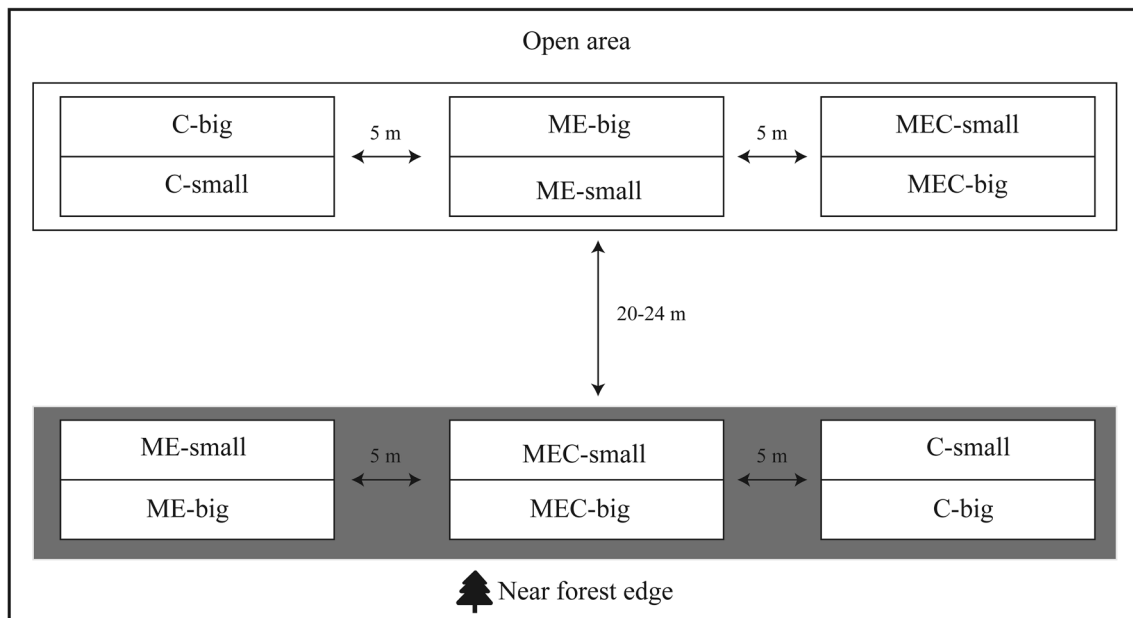 Open area
C-big
5 m
ME-big
5 m
MEC-small
C-small
ME-small
MEC-big
20-24 m
ME-small
5 m
MEC-small
5 m
C-small
ME-big
MEC-big
C-big
Near forest edge